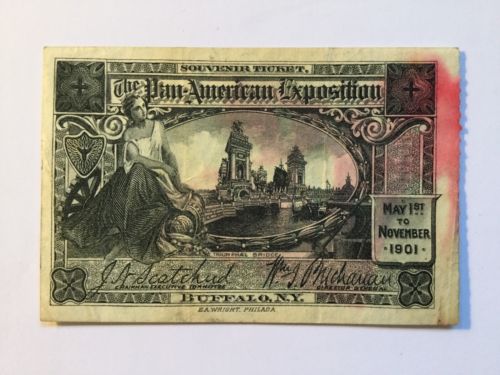 SOUVENIR TICKET.
The Pan-American Exposition
MAY 1ST
TO
NOVEMBER
1901
TRIUMPHAL BRIDGE
J. N. Scatcherd
Wm. I. Buchanan
CHAIRMAN EXECUTIVE COMMITTEE
DIRECTOR GENERAL
BUFFALO, N.Y.
E.A. WRIGHT, PHILADA